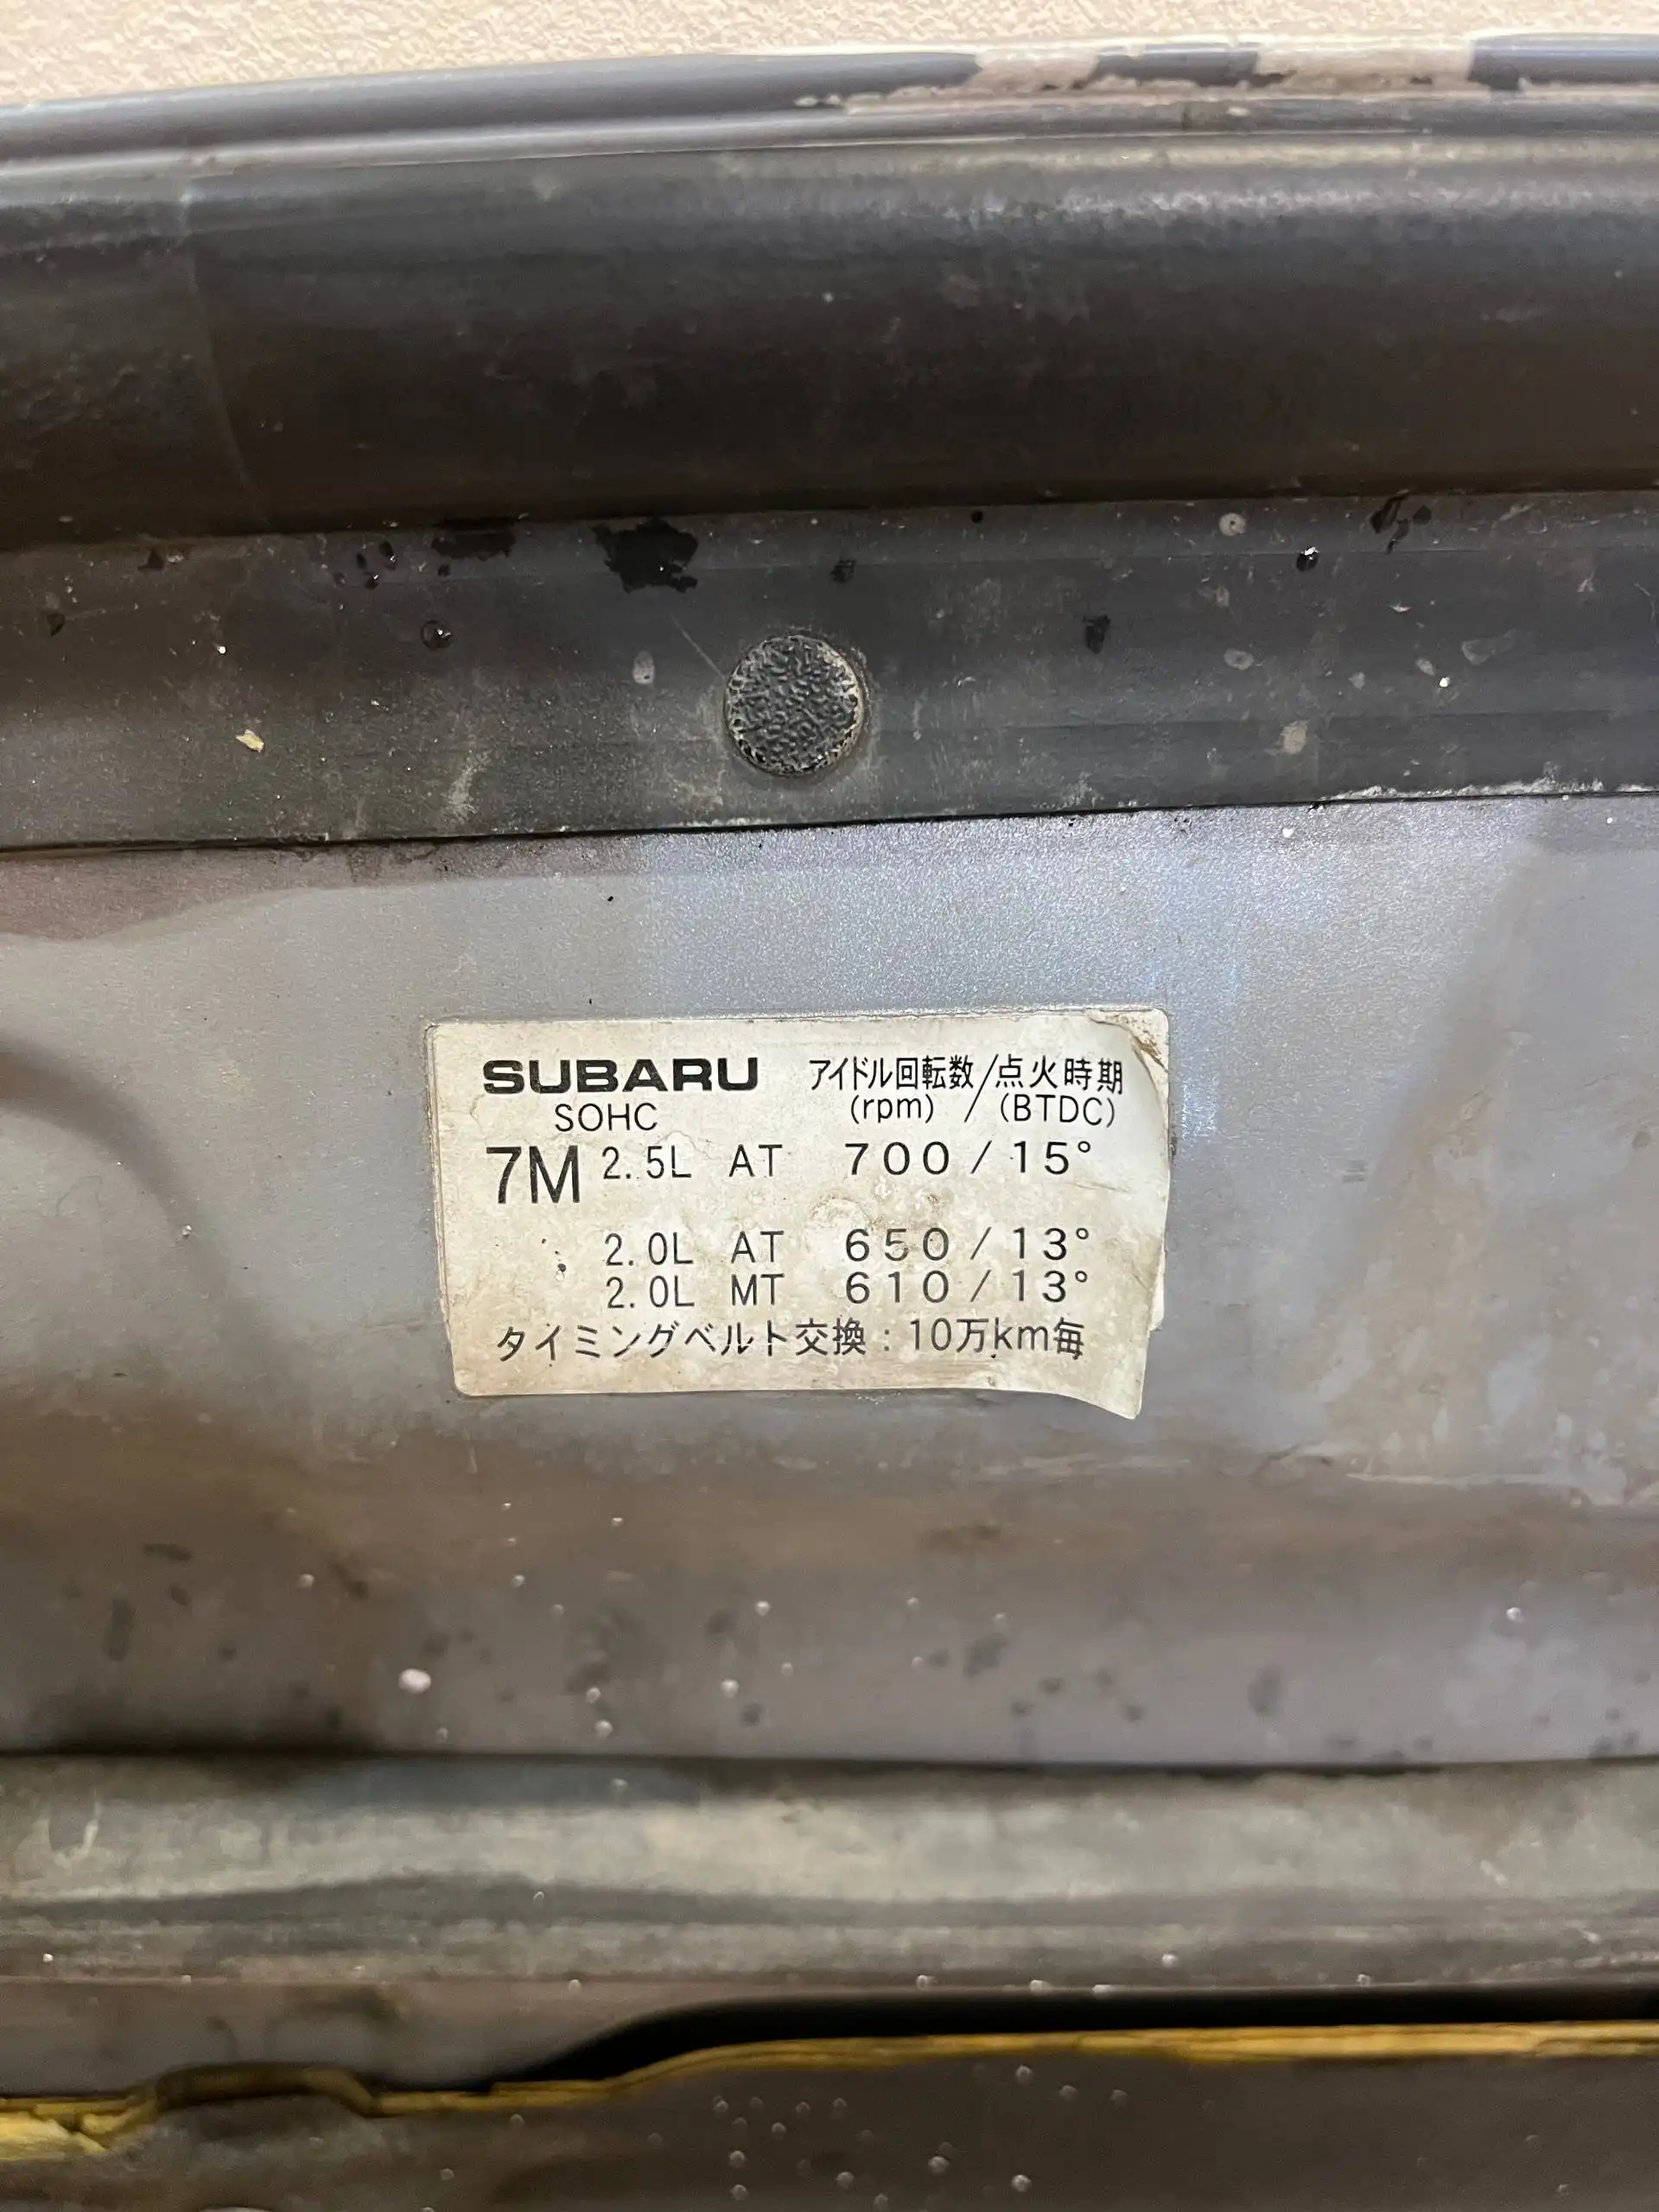 SUBARU アイドル回転数/点火時期
SOHC (rpm) / (BTDC)
7M 2.5L AT 700/15°
2.0L AT 650/13°
2.0L MT 610/13°
タイミングベルト交換:10万km毎